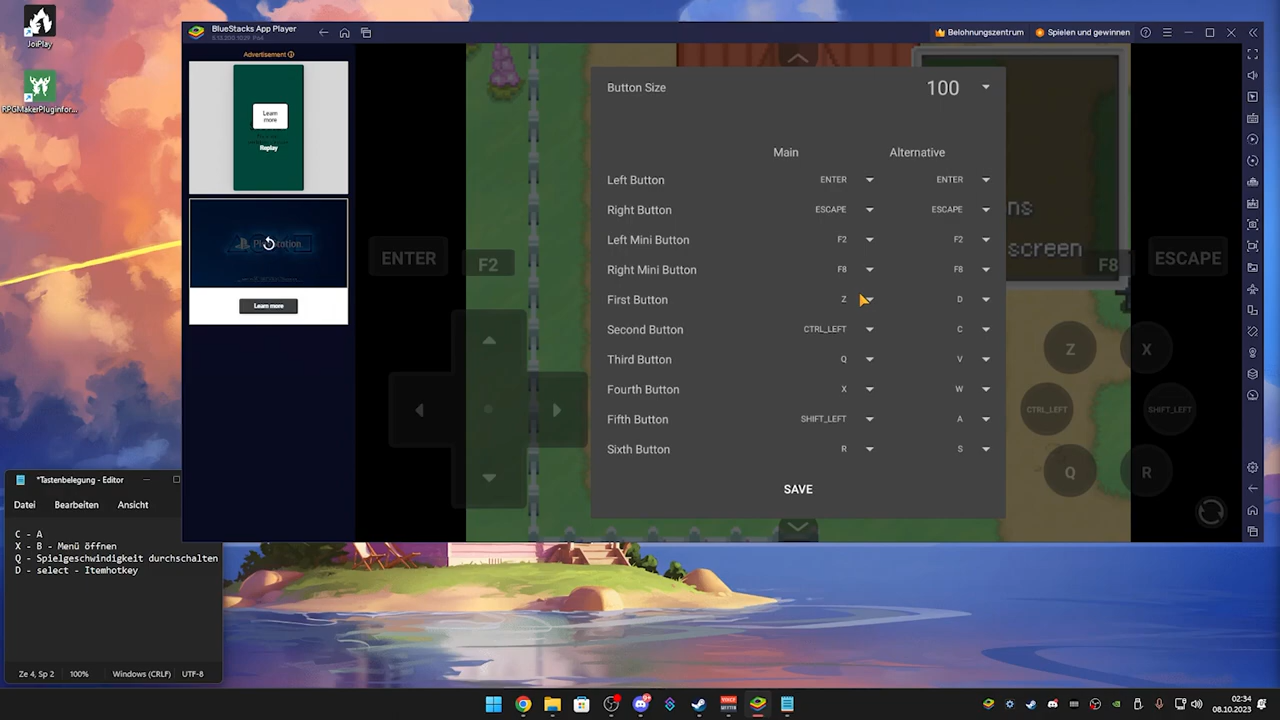 JoiPlay
RPGMakerPluginfor...
BlueStacks App Player
Belohnungszentrum
Spielen und gewinnen
Advertisement
Learn
more
Replay
PlayStation
Learn more
ENTER
F2
F8
ESCAPE
ns
screen
Z
X
CTRL_LEFT
SHIFT_LEFT
Q
R
Button Size 100
Main Alternative
Left Button ENTER ENTER
Right Button ESCAPE ESCAPE
Left Mini Button F2 F2
Right Mini Button F8 F8
First Button Z D
Second Button CTRL_LEFT C
Third Button Q V
Fourth Button X W
Fifth Button SHIFT_LEFT A
Sixth Button R S
SAVE
*Tastenbelegung - Editor
Datei Bearbeiten Ansicht
C - A
X - B - Menü öffnen
Q - Spielgeschwindigkeit durchschalten
D - select - Itemhotkey
Ze 4, Sp 2 100% Windows (CRLF) UTF-8
02:34
08.10.2023